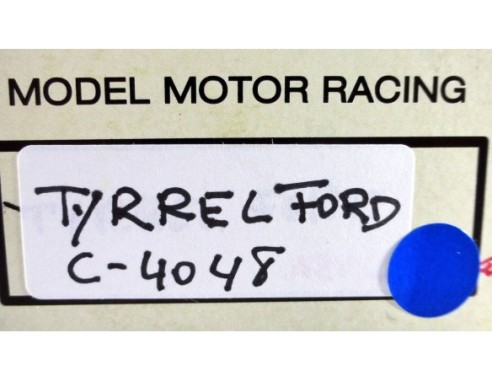 MODEL MOTOR RACING
TYRREL FORD
C-4048